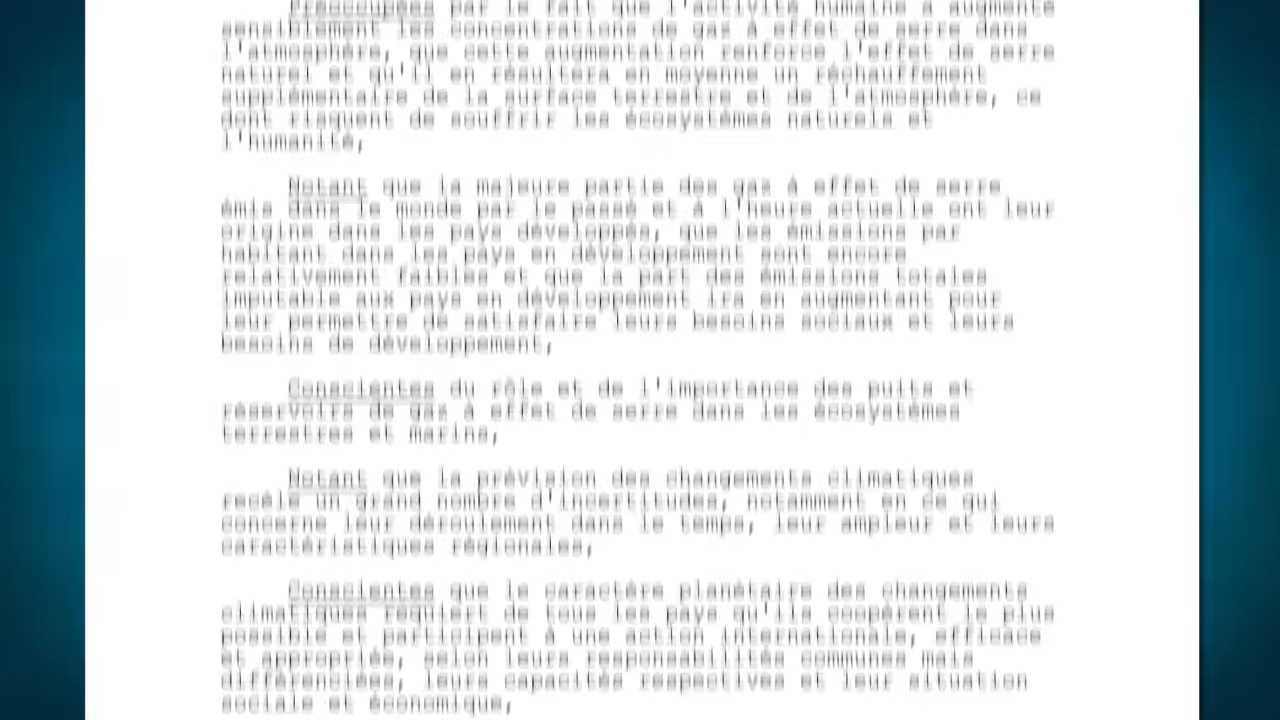 Préoccupées par le fait que l'activité humaine a augmenté
sensiblement les concentrations de gaz à effet de serre dans
l'atmosphère, que cette augmentation renforce l'effet de serre
naturel et qu'il en résultera en moyenne un réchauffement
supplémentaire de la surface terrestre et de l'atmosphère, ce
dont risquent de souffrir les écosystèmes naturels et
l'humanité,
Notant que la majeure partie des gaz à effet de serre
émis dans le monde par le passé et à l'heure actuelle ont leur
origine dans les pays développés, que les émissions par
habitant dans les pays en développement sont encore
relativement faibles et que la part des émissions totales
imputable aux pays en développement ira en augmentant pour
leur permettre de satisfaire leurs besoins sociaux et leurs
besoins de développement,
Conscientes du rôle et de l'importance des puits et
réservoirs de gaz à effet de serre dans les écosystèmes
terrestres et marins,
Notant que la prévision des changements climatiques
recèle un grand nombre d'incertitudes, notamment en ce qui
concerne leur déroulement dans le temps, leur ampleur et leurs
caractéristiques régionales,
Conscientes que le caractère planétaire des changements
climatiques requiert de tous les pays qu'ils coopèrent le plus
possible et participent à une action internationale, efficace
et appropriée, selon leurs responsabilités communes mais
différenciées, leurs capacités respectives et leur situation
sociale et économique,